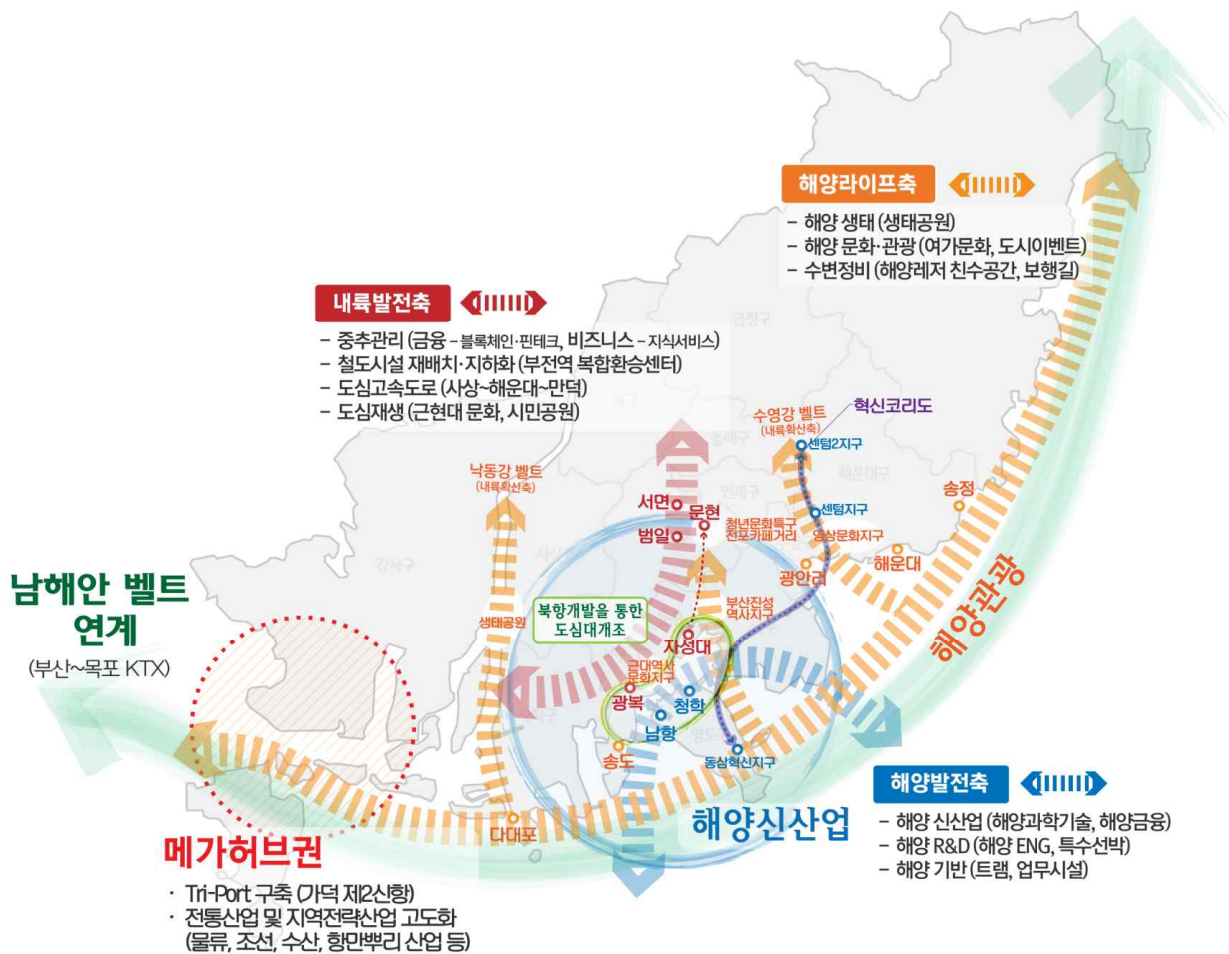 해양라이프축
– 해양 생태 (생태공원)
– 해양 문화·관광 (여가문화, 도시이벤트)
– 수변정비 (해양레저 친수공간, 보행길)
내륙발전축
– 중추관리 (금융 – 블록체인·핀테크, 비즈니스 – 지식서비스)
– 철도시설 재배치·지하화 (부전역 복합환승센터)
– 도심고속도로 (사상~해운대~만덕)
– 도심재생 (근현대 문화, 시민공원)
금정구
북구
동래구
수영강 벨트
(내륙확산축)
혁신코리도
센텀2지구
해운대구
낙동강 벨트
(내륙확산축)
연제구
서면
문현
범일
청년문화특구
전포카페거리
센텀지구
영상문화지구
송정
해운대
광안리
강서구
남해안 벨트
연계
(부산~목포 KTX)
생태공원
북항개발을 통한
도심대개조
부산진성
역사지구
자성대
근대역사
문화지구
광복
청학
남항
영도
송도
동삼혁신지구
해양관광
다대포
해양신산업
해양발전축
– 해양 신산업 (해양과학기술, 해양금융)
– 해양 R&D (해양 ENG, 특수선박)
– 해양 기반 (트램, 업무시설)
메가허브권
· Tri-Port 구축 (가덕 제2신항)
· 전통산업 및 지역전략산업 고도화
(물류, 조선, 수산, 항만뿌리 산업 등)